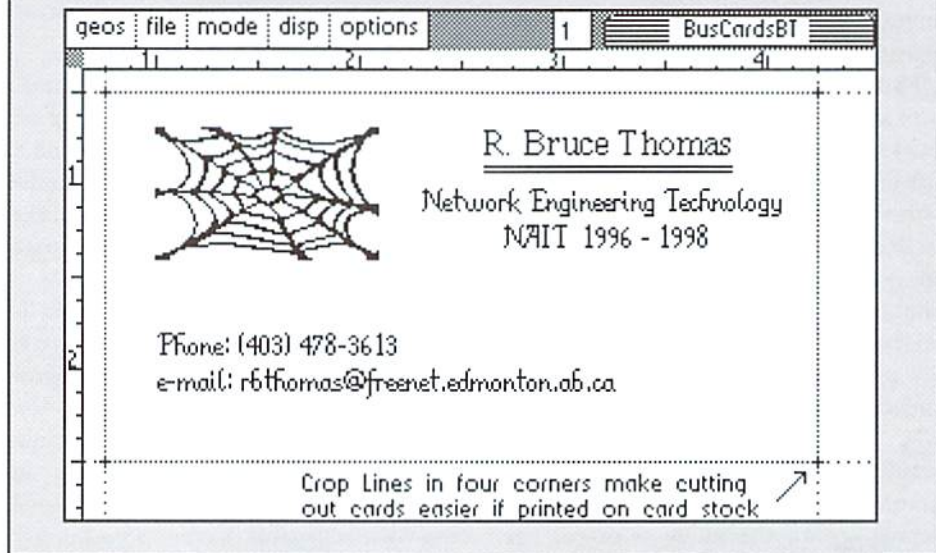 geos file mode disp options 1 BusCardsBT
1 2 3 4
R. Bruce Thomas
1
Network Engineering Technology
NAIT 1996 - 1998
Phone: (403) 478-3613
2
e-mail: rbthomas@freenet.edmonton.ab.ca
Crop Lines in four corners make cutting
out cards easier if printed on card stock